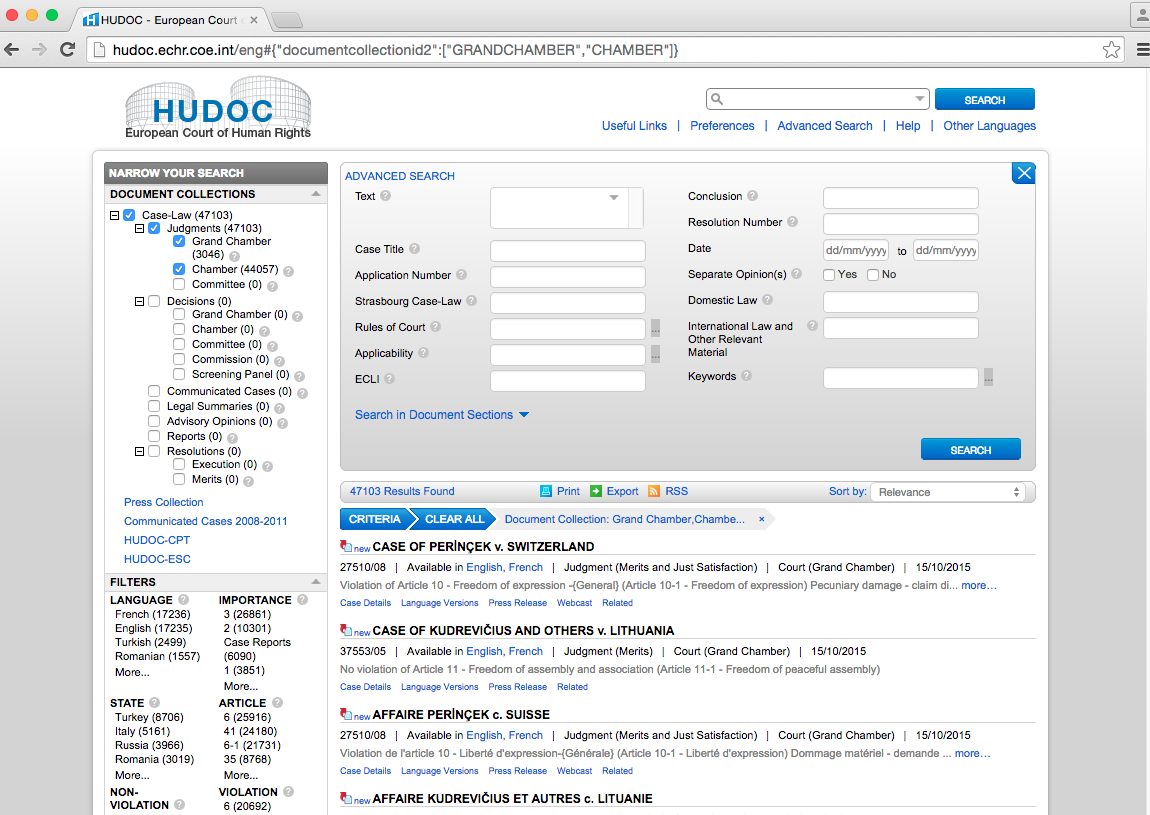 HUDOC - European Court o
hudoc.echr.coe.int/eng#{"documentcollectionid2":["GRANDCHAMBER","CHAMBER"]}
HUDOC
European Court of Human Rights
SEARCH
Useful Links | Preferences | Advanced Search | Help | Other Languages
NARROW YOUR SEARCH
DOCUMENT COLLECTIONS
Case-Law (47103)
Judgments (47103)
Grand Chamber
(3046) ?
Chamber (44057) ?
Committee (0) ?
Decisions (0)
Grand Chamber (0) ?
Chamber (0) ?
Committee (0) ?
Commission (0) ?
Screening Panel (0) ?
Communicated Cases (0) ?
Legal Summaries (0) ?
Advisory Opinions (0) ?
Reports (0) ?
Resolutions (0)
Execution (0) ?
Merits (0) ?
Press Collection
Communicated Cases 2008-2011
HUDOC-CPT
HUDOC-ESC
FILTERS
LANGUAGE ?
French (17236)
English (17235)
Turkish (2499)
Romanian (1557)
More...
IMPORTANCE ?
3 (26861)
2 (10301)
Case Reports
(6090)
1 (3851)
More...
STATE ?
Turkey (8706)
Italy (5161)
Russia (3966)
Romania (3019)
More...
ARTICLE ?
6 (25916)
41 (24180)
6-1 (21731)
35 (8768)
More...
NON-
VIOLATION ?
VIOLATION ?
6 (20692)
ADVANCED SEARCH
Text ?
Case Title ?
Application Number ?
Strasbourg Case-Law ?
Rules of Court ? ...
Applicability ? ...
ECLI ?
Search in Document Sections
Conclusion ?
Resolution Number ?
Date dd/mm/yyyy to dd/mm/yyyy
Separate Opinion(s) ? Yes No
Domestic Law ?
International Law and ?
Other Relevant
Material
Keywords ? ...
SEARCH
47103 Results Found Print Export RSS Sort by: Relevance
CRITERIA CLEAR ALL Document Collection: Grand Chamber,Chambe... ×
new CASE OF PERİNÇEK v. SWITZERLAND
27510/08 | Available in English, French | Judgment (Merits and Just Satisfaction) | Court (Grand Chamber) | 15/10/2015
Violation of Article 10 - Freedom of expression -{General} (Article 10-1 - Freedom of expression) Pecuniary damage - claim di... more…
Case Details Language Versions Press Release Webcast Related
new CASE OF KUDREVIČIUS AND OTHERS v. LITHUANIA
37553/05 | Available in English, French | Judgment (Merits) | Court (Grand Chamber) | 15/10/2015
No violation of Article 11 - Freedom of assembly and association (Article 11-1 - Freedom of peaceful assembly)
Case Details Language Versions Press Release Related
new AFFAIRE PERİNÇEK c. SUISSE
27510/08 | Available in English, French | Judgment (Merits and Just Satisfaction) | Court (Grand Chamber) | 15/10/2015
Violation de l'article 10 - Liberté d'expression-{Générale} (Article 10-1 - Liberté d'expression) Dommage matériel - demande ... more…
Case Details Language Versions Press Release Webcast Related
new AFFAIRE KUDREVIČIUS ET AUTRES c. LITUANIE